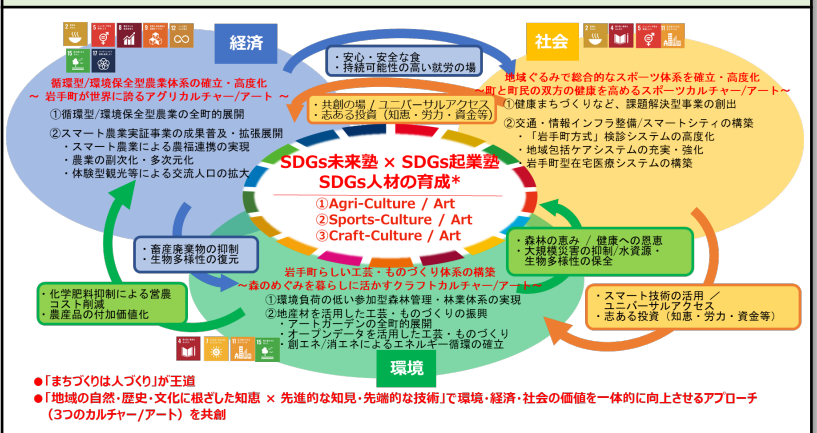 経済
社会
・安心・安全な食
・持続可能性の高い就労の場
循環型/環境保全型農業体系の確立・高度化
～ 岩手町が世界に誇るアグリカルチャー/アート ～
①循環型/環境保全型農業の全町的展開
②スマート農業実証事業の成果普及・拡張展開
・スマート農業による農福連携の実現
・農業の副次化・多次元化
・体験型観光等による交流人口の拡大
・共創の場 / ユニバーサルアクセス
・志ある投資（知恵・労力・資金等）
地域ぐるみで総合的なスポーツ体系を確立・高度化
～町と町民の双方の健康を高めるスポーツカルチャー/アート～
①健康まちづくりなど、課題解決型事業の創出
②交通・情報インフラ整備/スマートシティの構築
・「岩手町方式」検診システムの高度化
・地域包括ケアシステムの充実・強化
・岩手町型在宅医療システムの構築
SDGs未来塾 × SDGs起業塾
SDGs人材の育成*
①Agri-Culture / Art
②Sports-Culture / Art
③Craft-Culture / Art
・畜産廃棄物の抑制
・生物多様性の復元
・森林の恵み / 健康への恩恵
・大規模災害の抑制/水資源・
生物多様性の保全
岩手町らしい工芸・ものづくり体系の構築
～森のめぐみを暮らしに活かすクラフトカルチャー/アート～
①環境負荷の低い参加型森林管理・林業体系の実現
②地産材を活用した工芸・ものづくりの振興
・アートガーデンの全町的展開
・オープンデータを活用した工芸・ものづくり
・創エネ/消エネによるエネルギー循環の確立
・化学肥料抑制による営農
コスト削減
・農産品の付加価値化
・スマート技術の活用 ／
ユニバーサルアクセス
・志ある投資（知恵・労力・資金等）
環境
●「まちづくりは人づくり」が王道
●「地域の自然・歴史・文化に根ざした知恵 × 先進的な知見・先端的な技術」で環境・経済・社会の価値を一体的に向上させるアプローチ
（3つのカルチャー/アート）を共創